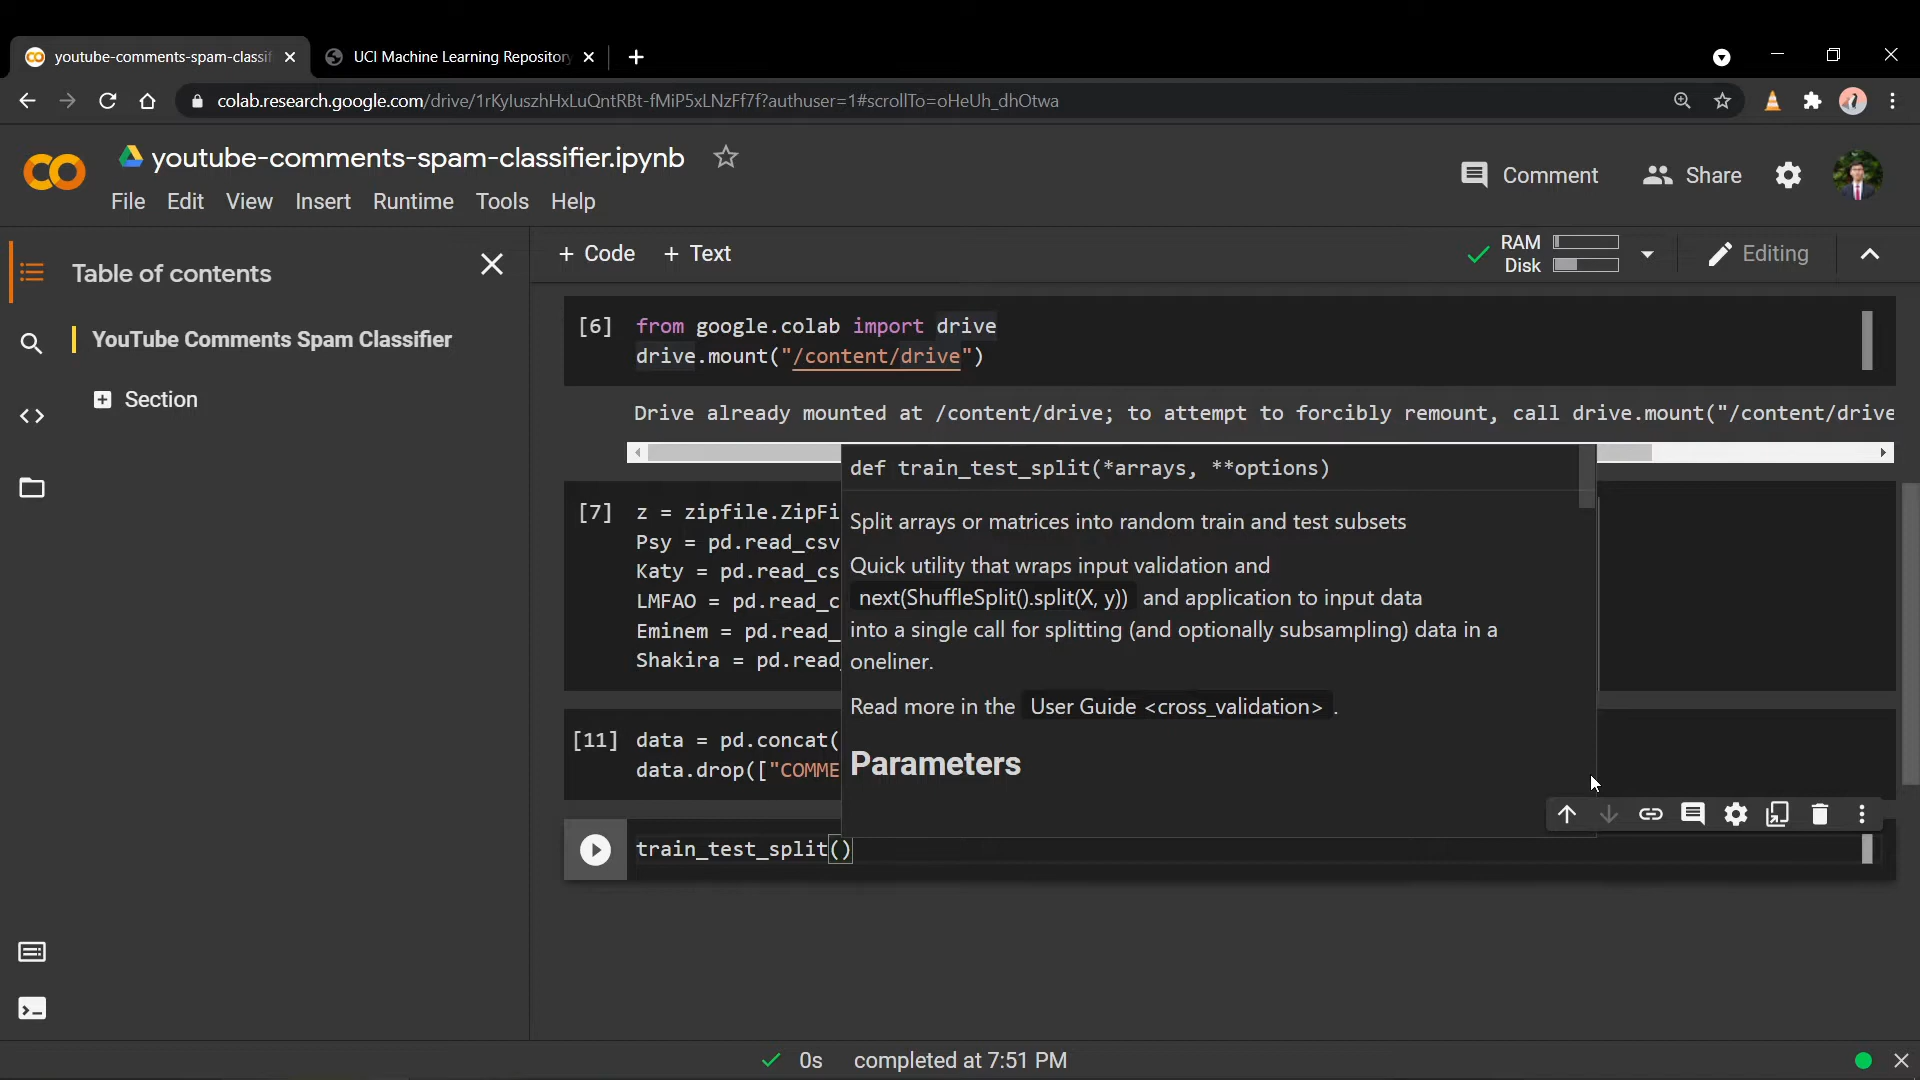 youtube-comments-spam-classif
UCI Machine Learning Repository
colab.research.google.com/drive/1rKyluszhHxLuQntRBt-fMiP5xLNzFf7f?authuser=1#scrollTo=oHeUh_dhOtwa
youtube-comments-spam-classifier.ipynb
Comment
Share
File Edit View Insert Runtime Tools Help
Table of contents
+ Code + Text
RAM
Disk
Editing
YouTube Comments Spam Classifier
Section
[6] from google.colab import drive
drive.mount("/content/drive")
Drive already mounted at /content/drive; to attempt to forcibly remount, call drive.mount("/content/drive
def train_test_split(*arrays, **options)
Split arrays or matrices into random train and test subsets
Quick utility that wraps input validation and
next(ShuffleSplit().split(X, y)) and application to input data
into a single call for splitting (and optionally subsampling) data in a
oneliner.
Read more in the User Guide <cross_validation> .
Parameters
[7] z = zipfile.ZipFi
Psy = pd.read_csv
Katy = pd.read_cs
LMFAO = pd.read_c
Eminem = pd.read_
Shakira = pd.read
[11] data = pd.concat(
data.drop(["COMME
train_test_split()
0s completed at 7:51 PM